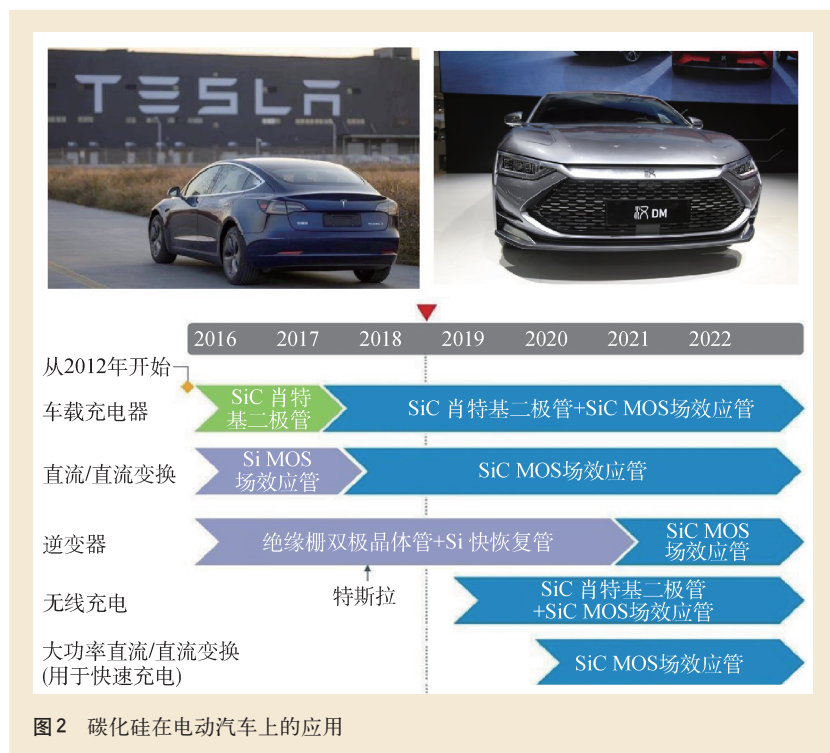 TESLA
汉 DM
2016 2017 2018 2019 2020 2021 2022
从2012年开始
车载充电器
SiC 肖特
基二极管
SiC 肖特基二极管+SiC MOS场效应管
直流/直流变换
Si MOS
场效应管
SiC MOS场效应管
逆变器
绝缘栅双极晶体管+Si 快恢复管
SiC MOS
场效应管
特斯拉
无线充电
SiC 肖特基二极管
+SiC MOS场效应管
大功率直流/直流变换
(用于快速充电)
SiC MOS场效应管
图2 碳化硅在电动汽车上的应用